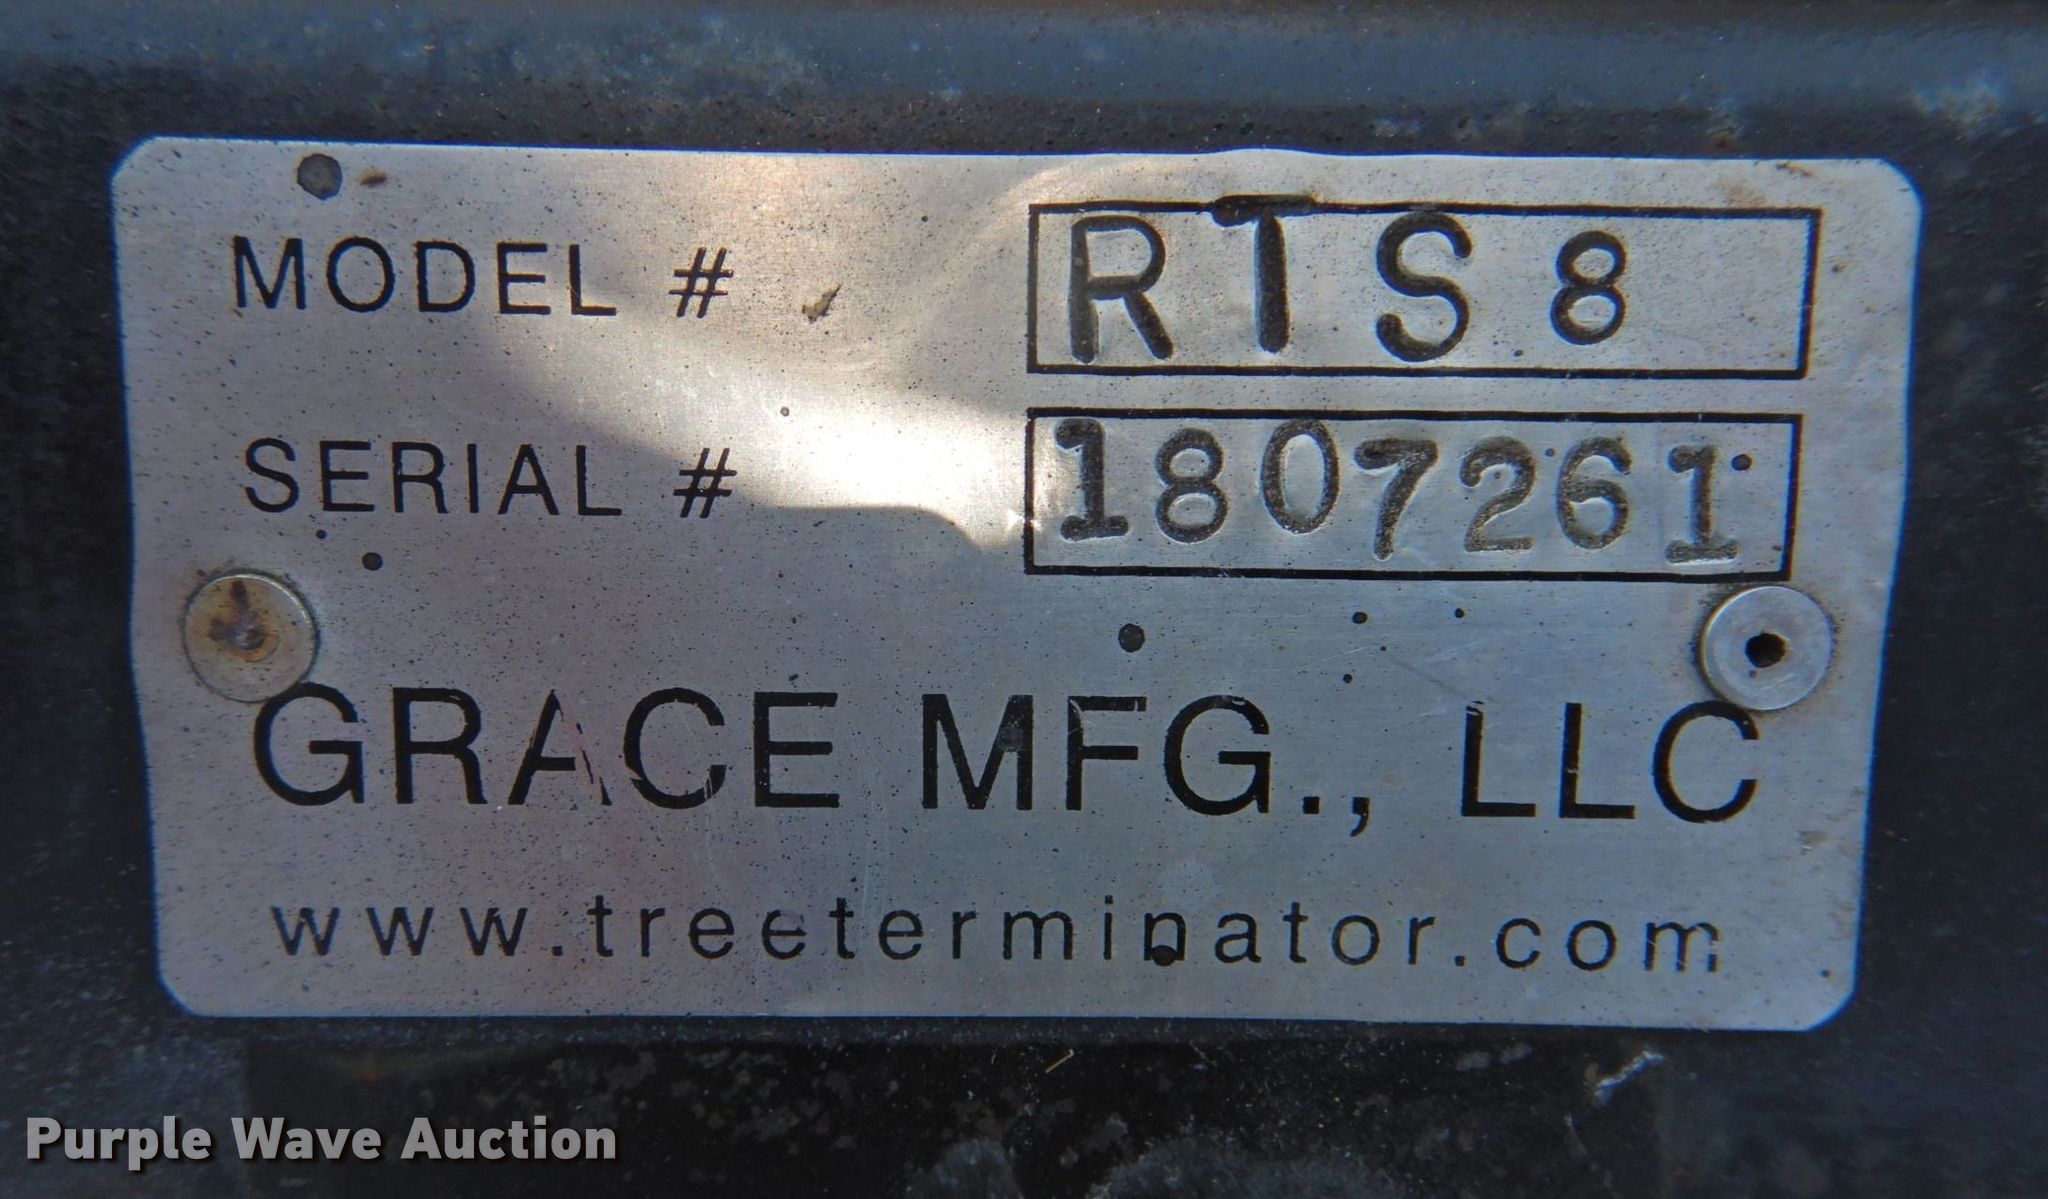 MODEL # RTS8
SERIAL # 1807261
GRACE MFG., LLC
www.treeterminator.com
Purple Wave Auction